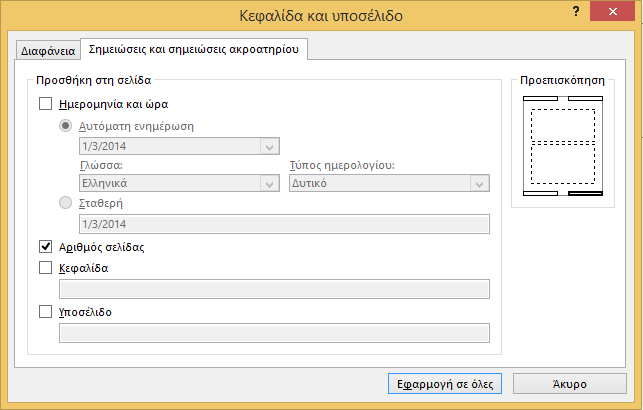 Κεφαλίδα και υποσέλιδο
?
Διαφάνεια
Σημειώσεις και σημειώσεις ακροατηρίου
Προσθήκη στη σελίδα
Προεπισκόπηση
Ημερομηνία και ώρα
Αυτόματη ενημέρωση
1/3/2014
Γλώσσα: Τύπος ημερολογίου:
Ελληνικά Δυτικό
Σταθερή
1/3/2014
Αριθμός σελίδας
Κεφαλίδα
Υποσέλιδο
Εφαρμογή σε όλες
Άκυρο